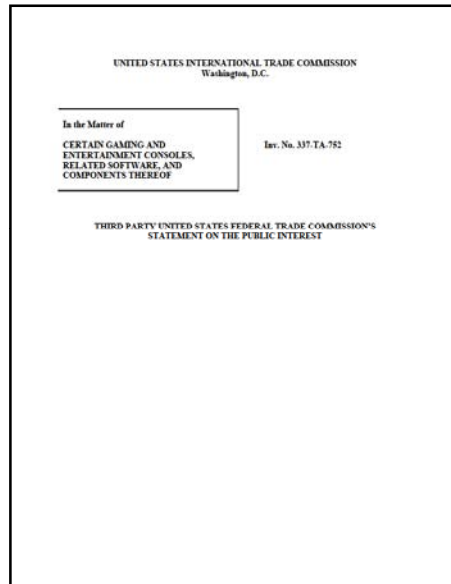 UNITED STATES INTERNATIONAL TRADE COMMISSION
Washington, D.C.
In the Matter of
CERTAIN GAMING AND
ENTERTAINMENT CONSOLES,
RELATED SOFTWARE, AND
COMPONENTS THEREOF
Inv. No. 337-TA-752
THIRD PARTY UNITED STATES FEDERAL TRADE COMMISSION'S
STATEMENT ON THE PUBLIC INTEREST